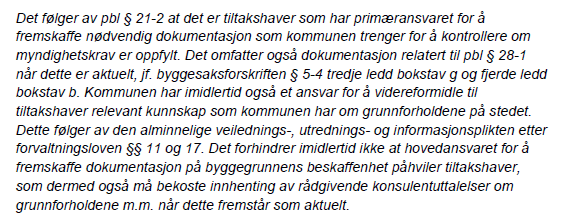 Det følger av pbl § 21-2 at det er tiltakshaver som har primæransvaret for å
fremskaffe nødvendig dokumentasjon som kommunen trenger for å kontrollere om
myndighetskrav er oppfylt. Det omfatter også dokumentasjon relatert til pbl § 28-1
når dette er aktuelt, jf. byggesaksforskriften § 5-4 tredje ledd bokstav g og fjerde ledd
bokstav b. Kommunen har imidlertid også et ansvar for å videreformidle til
tiltakshaver relevant kunnskap som kommunen har om grunnforholdene på stedet.
Dette følger av den alminnelige veilednings-, utrednings- og informasjonsplikten etter
forvaltningsloven §§ 11 og 17. Det forhindrer imidlertid ikke at hovedansvaret for å
fremskaffe dokumentasjon på byggegrunnens beskaffenhet påhviler tiltakshaver,
som dermed også må bekoste innhenting av rådgivende konsulentuttalelser om
grunnforholdene m.m. når dette fremstår som aktuelt.